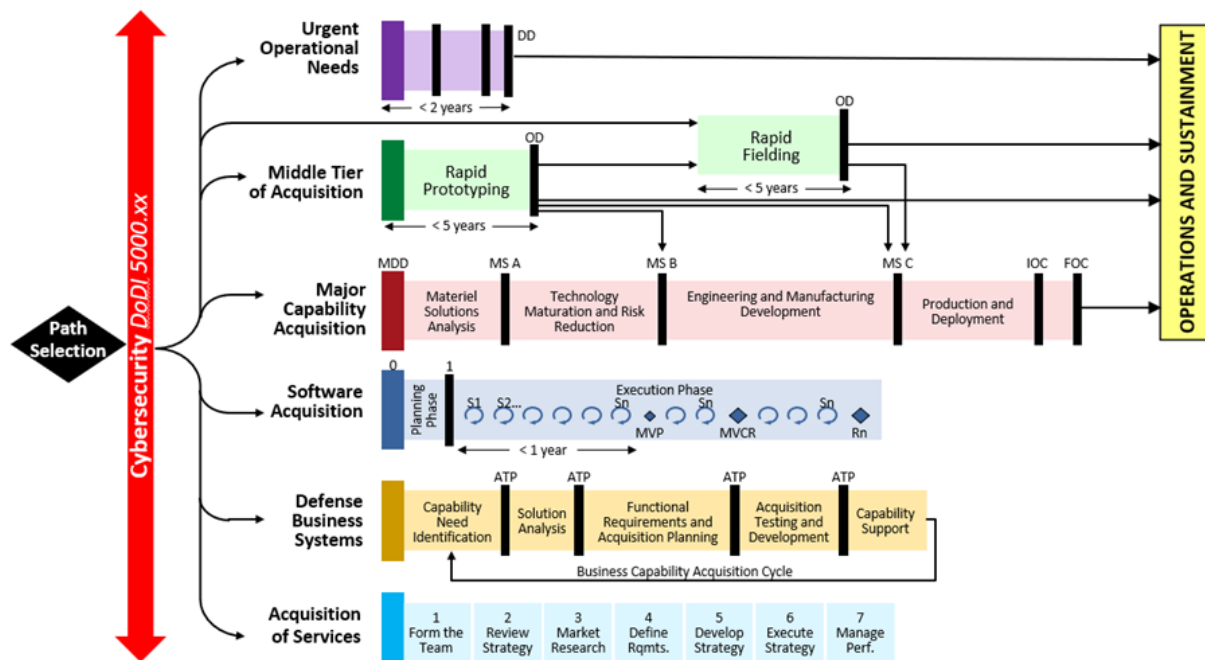 Urgent
Operational
Needs
DD
< 2 years
OD
Rapid
Fielding
< 5 years
Middle Tier
of Acquisition
OD
Rapid
Prototyping
< 5 years
OPERATIONS AND SUSTAINMENT
Path
Selection
Cybersecurity DoDI 5000.xx
Major
Capability
Acquisition
MDD
MS A
MS B
MS C
IOC
FOC
Materiel
Solutions
Analysis
Technology
Maturation and Risk
Reduction
Engineering and Manufacturing
Development
Production and
Deployment
Software
Acquisition
0
1
Planning
Phase
Execution Phase
S1
S2...
Sn
Sn
Sn
MVP
MVCR
Rn
< 1 year
Defense
Business
Systems
ATP
ATP
ATP
ATP
Capability
Need
Identification
Solution
Analysis
Functional
Requirements and
Acquisition Planning
Acquisition
Testing and
Development
Capability
Support
Business Capability Acquisition Cycle
Acquisition
of Services
1
Form the
Team
2
Review
Strategy
3
Market
Research
4
Define
Rqmts.
5
Develop
Strategy
6
Execute
Strategy
7
Manage
Perf.